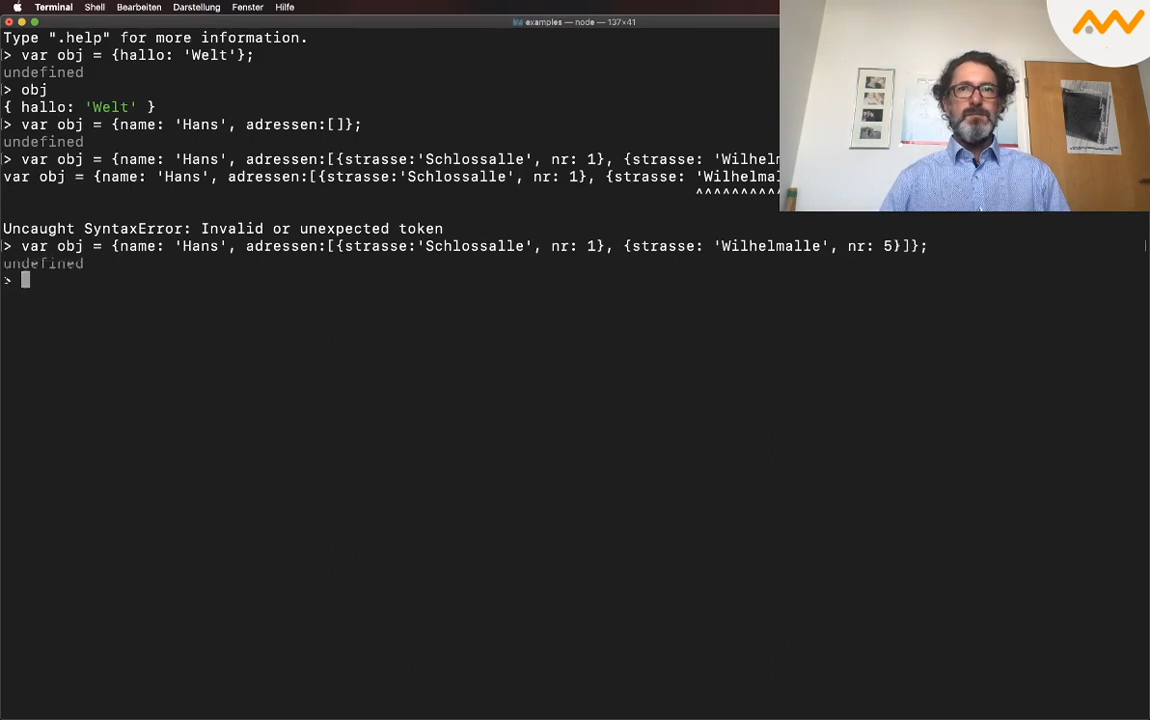 Terminal Shell Bearbeiten Darstellung Fenster Hilfe
examples — node — 137×41
Type ".help" for more information.
> var obj = {hallo: 'Welt'};
undefined
> obj
{ hallo: 'Welt' }
> var obj = {name: 'Hans', adressen:[]};
undefined
> var obj = {name: 'Hans', adressen:[{strasse:'Schlossalle', nr: 1}, {strasse: 'Wilhelm
var obj = {name: 'Hans', adressen:[{strasse:'Schlossalle', nr: 1}, {strasse: 'Wilhelmal
^^^^^^^^^^
Uncaught SyntaxError: Invalid or unexpected token
> var obj = {name: 'Hans', adressen:[{strasse:'Schlossalle', nr: 1}, {strasse: 'Wilhelmalle', nr: 5}]};
undefined
>